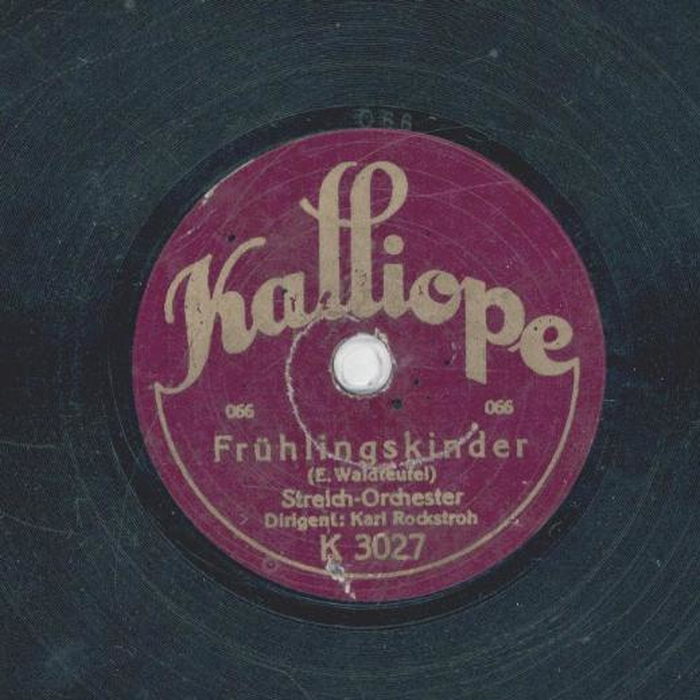 066
Kalliope
066 066
Frühlingskinder
(E. Waldteufel)
Streich-Orchester
Dirigent: Karl Rockstroh
K 3027